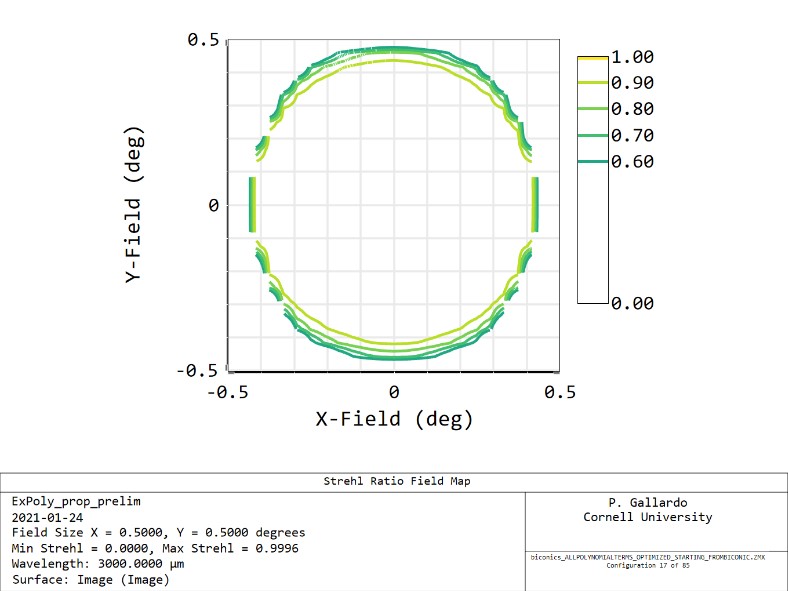 0.5
0
-0.5
Y-Field (deg)
-0.5 0 0.5
X-Field (deg)
1.00
0.90
0.80
0.70
0.60
0.00
Strehl Ratio Field Map
ExPoly_prop_prelim
2021-01-24
Field Size X = 0.5000, Y = 0.5000 degrees
Min Strehl = 0.0000, Max Strehl = 0.9996
Wavelength: 3000.0000 µm
Surface: Image (Image)
P. Gallardo
Cornell University
biconics_ALLPOLYNOMIALTERMS_OPTIMIZED_STARTING_FROMBICONIC.ZMX
Configuration 17 of 85